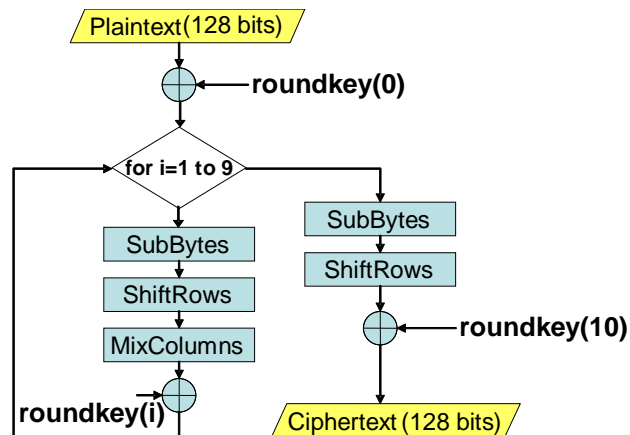 Plaintext (128 bits)
roundkey(0)
for i=1 to 9
SubBytes
ShiftRows
MixColumns
roundkey(i)
SubBytes
ShiftRows
roundkey(10)
Ciphertext (128 bits)